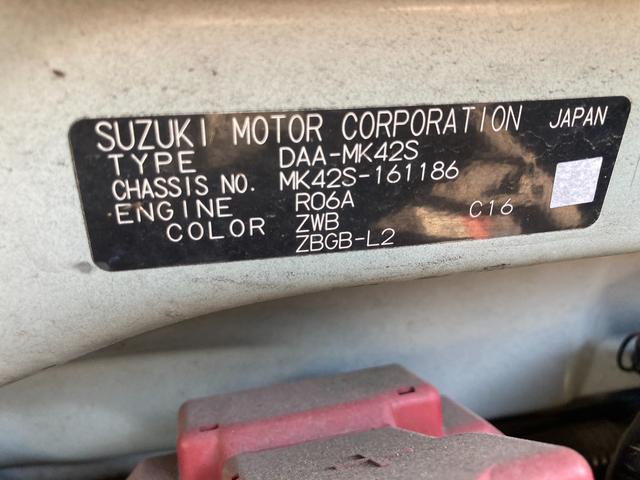 SUZUKI MOTOR CORPORATION JAPAN
TYPE DAA-MK42S
CHASSIS NO. MK42S-161186
ENGINE R06A C16
COLOR ZWB
ZBGB-L2